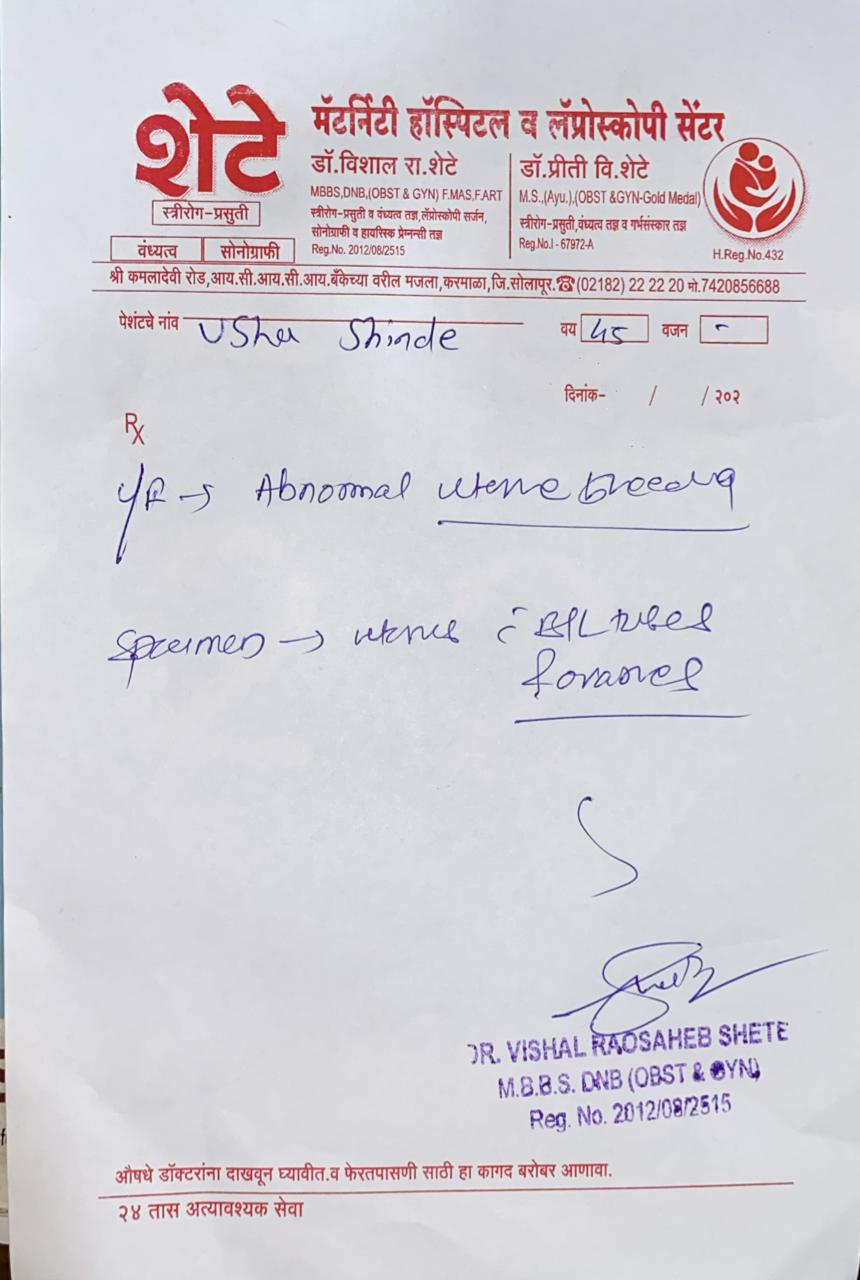 शेटे
मॅटर्निटी हॉस्पिटल व लॅप्रोस्कोपी सेंटर
स्त्रीरोग-प्रसुती
वंध्यत्व सोनोग्राफी
डॉ.विशाल रा.शेटे
MBBS,DNB,(OBST & GYN) F.MAS,F.ART
स्त्रीरोग-प्रसुती व वंध्यत्व तज्ञ,लॅप्रोस्कोपी सर्जन,
सोनोग्राफी व हायरिस्क प्रेग्नन्सी तज्ञ
Reg.No. 2012/08/2515
डॉ.प्रीती वि.शेटे
M.S.,(Ayu.),(OBST &GYN-Gold Medal)
स्त्रीरोग-प्रसुती,वंध्यत्व तज्ञ व गर्भसंस्कार तज्ञ
Reg.No.I - 67972-A
H.Reg.No.432
श्री कमलादेवी रोड,आय.सी.आय.सी.आय.बँकेच्या वरील मजला,करमाळा,जि.सोलापूर.☎(02182) 22 22 20 मो.7420856688
पेशंटचे नांव Usha Shinde वय 45 वजन -
दिनांक- / / २०२
Rx
Abnormal uterine bleeding
Specimen → uterus c̄ B/L tubes
& ovaries
DR. VISHAL RAOSAHEB SHETE
M.B.B.S. DNB (OBST & GYN)
Reg. No. 2012/08/2515
औषधे डॉक्टरांना दाखवून घ्यावीत.व फेरतपासणी साठी हा कागद बरोबर आणावा.
२४ तास अत्यावश्यक सेवा